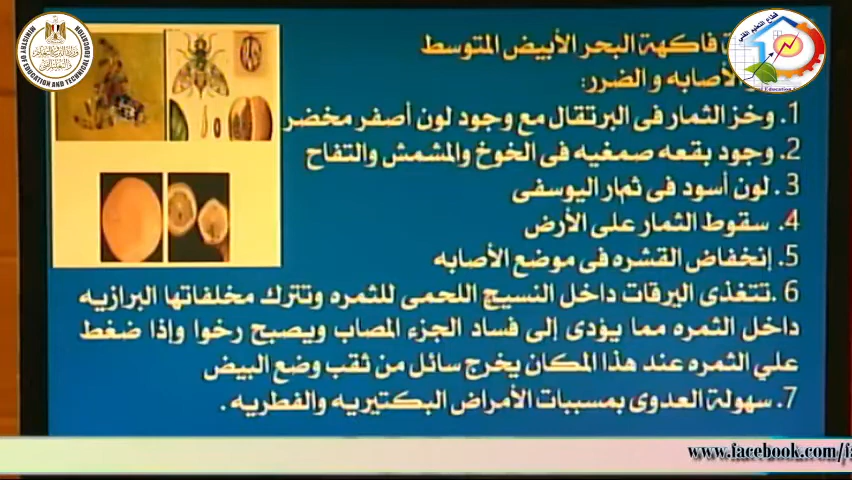 فاكهة البحر الأبيض المتوسط
الأصابه والضرر:
1. وخز الثمار فى البرتقال مع وجود لون أصفر مخضر
2. وجود بقعه صمغيه فى الخوخ والمشمش والتفاح
3. لون أسود فى ثمار اليوسفى
4. سقوط الثمار على الأرض
5. إنخفاض القشره فى موضع الأصابه
6. تتغذى اليرقات داخل النسيج اللحمى للثمره وتترك مخلفاتها البرازيه
داخل الثمره مما يؤدى إلى فساد الجزء المصاب ويصبح رخوا وإذا ضغط
علي الثمره عند هذا المكان يخرج سائل من ثقب وضع البيض
7. سهولة العدوى بمسببات الأمراض البكتيريه والفطريه .
www.facebook.com/fa